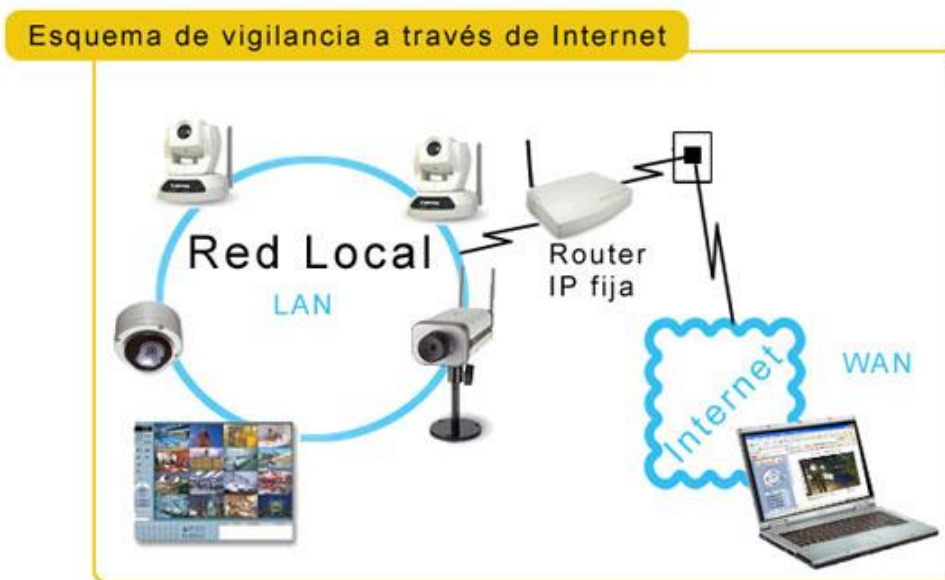 Esquema de vigilancia a través de Internet
Red Local
LAN
Router
IP fija
Internet
WAN